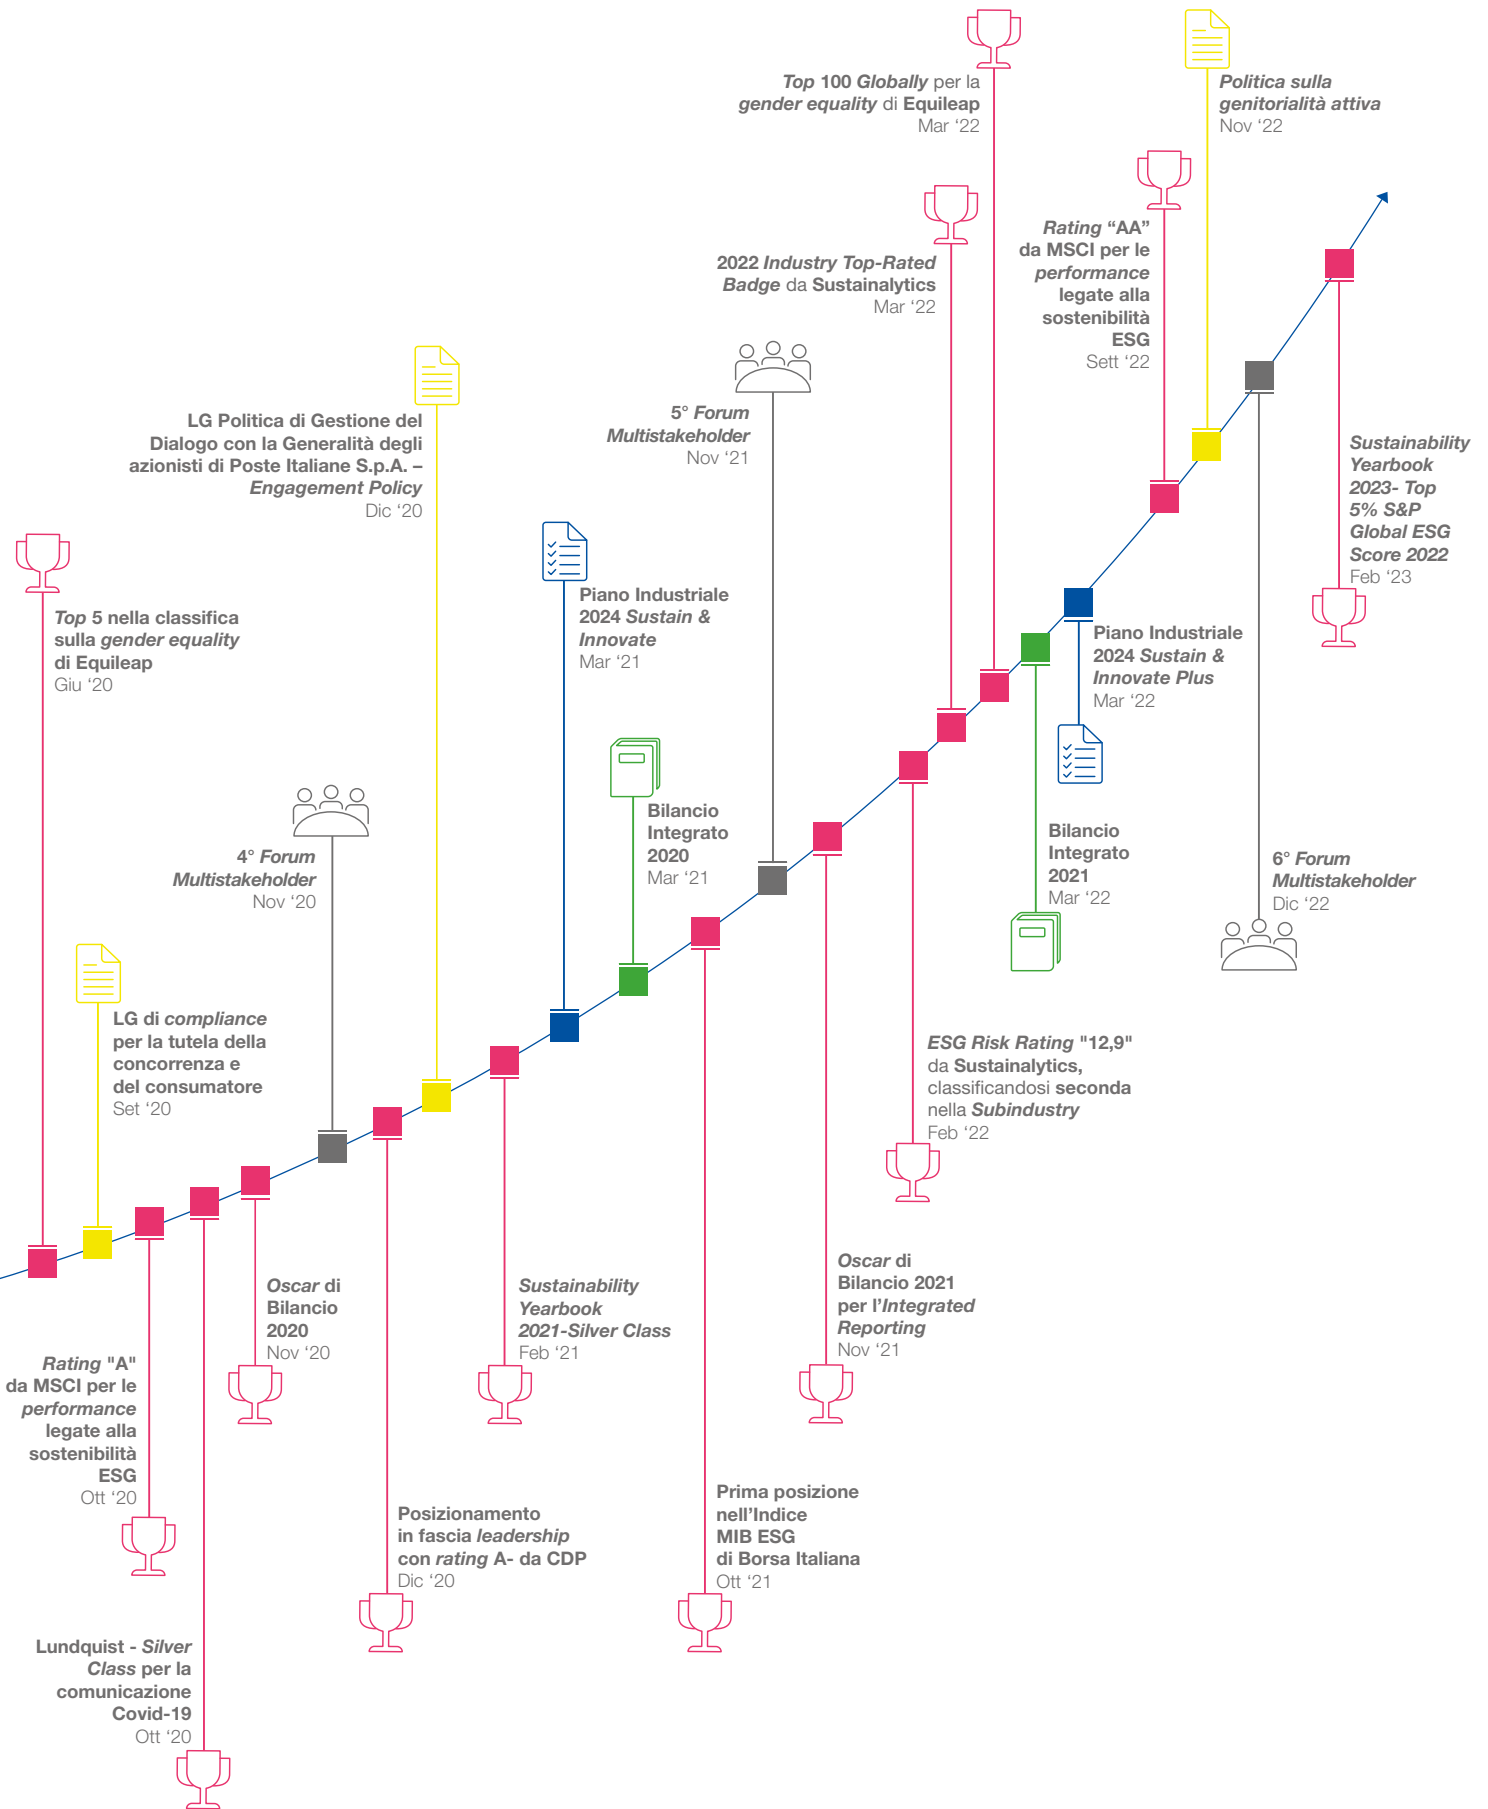 Top 5 nella classifica
sulla gender equality
di Equileap
Giu ‘20
LG di compliance
per la tutela della
concorrenza e
del consumatore
Set ‘20
Rating "A"
da MSCI per le
performance
legate alla
sostenibilità
ESG
Ott ‘20
Lundquist - Silver
Class per la
comunicazione
Covid-19
Ott ‘20
Oscar di
Bilancio
2020
Nov ‘20
4° Forum
Multistakeholder
Nov ‘20
Posizionamento
in fascia leadership
con rating A- da CDP
Dic ‘20
LG Politica di Gestione del
Dialogo con la Generalità degli
azionisti di Poste Italiane S.p.A. –
Engagement Policy
Dic ‘20
Sustainability
Yearbook
2021-Silver Class
Feb ‘21
Piano Industriale
2024 Sustain &
Innovate
Mar ‘21
Bilancio
Integrato
2020
Mar ‘21
Prima posizione
nell’Indice
MIB ESG
di Borsa Italiana
Ott ‘21
5° Forum
Multistakeholder
Nov ‘21
Oscar di
Bilancio 2021
per l’Integrated
Reporting
Nov ‘21
ESG Risk Rating "12,9"
da Sustainalytics,
classificandosi seconda
nella Subindustry
Feb ‘22
2022 Industry Top-Rated
Badge da Sustainalytics
Mar ‘22
Top 100 Globally per la
gender equality di Equileap
Mar ‘22
Bilancio
Integrato
2021
Mar ‘22
Piano Industriale
2024 Sustain &
Innovate Plus
Mar ‘22
Rating “AA”
da MSCI per le
performance
legate alla
sostenibilità
ESG
Sett ‘22
Politica sulla
genitorialità attiva
Nov ‘22
6° Forum
Multistakeholder
Dic ‘22
Sustainability
Yearbook
2023- Top
5% S&P
Global ESG
Score 2022
Feb ‘23